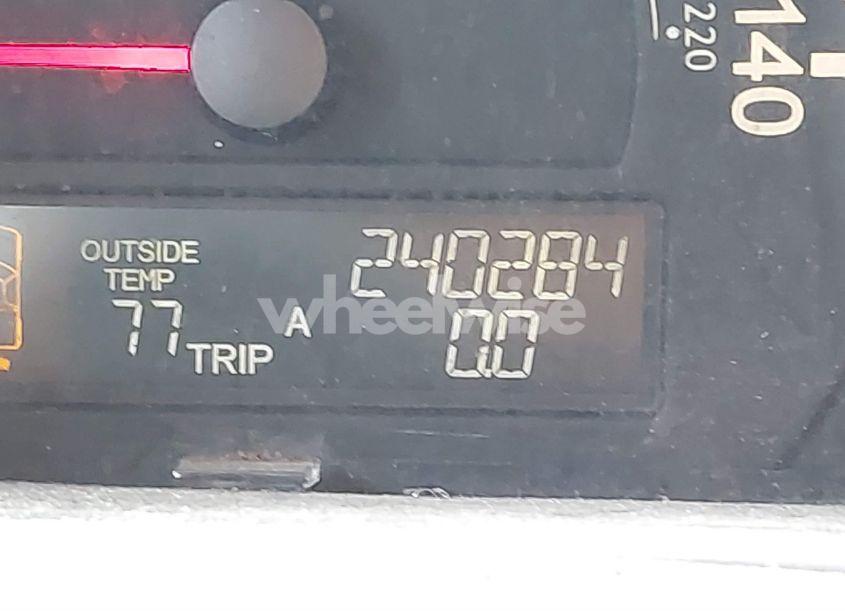 220
140
OUTSIDE
TEMP
77
TRIP A
240284
0.0
wheelwise